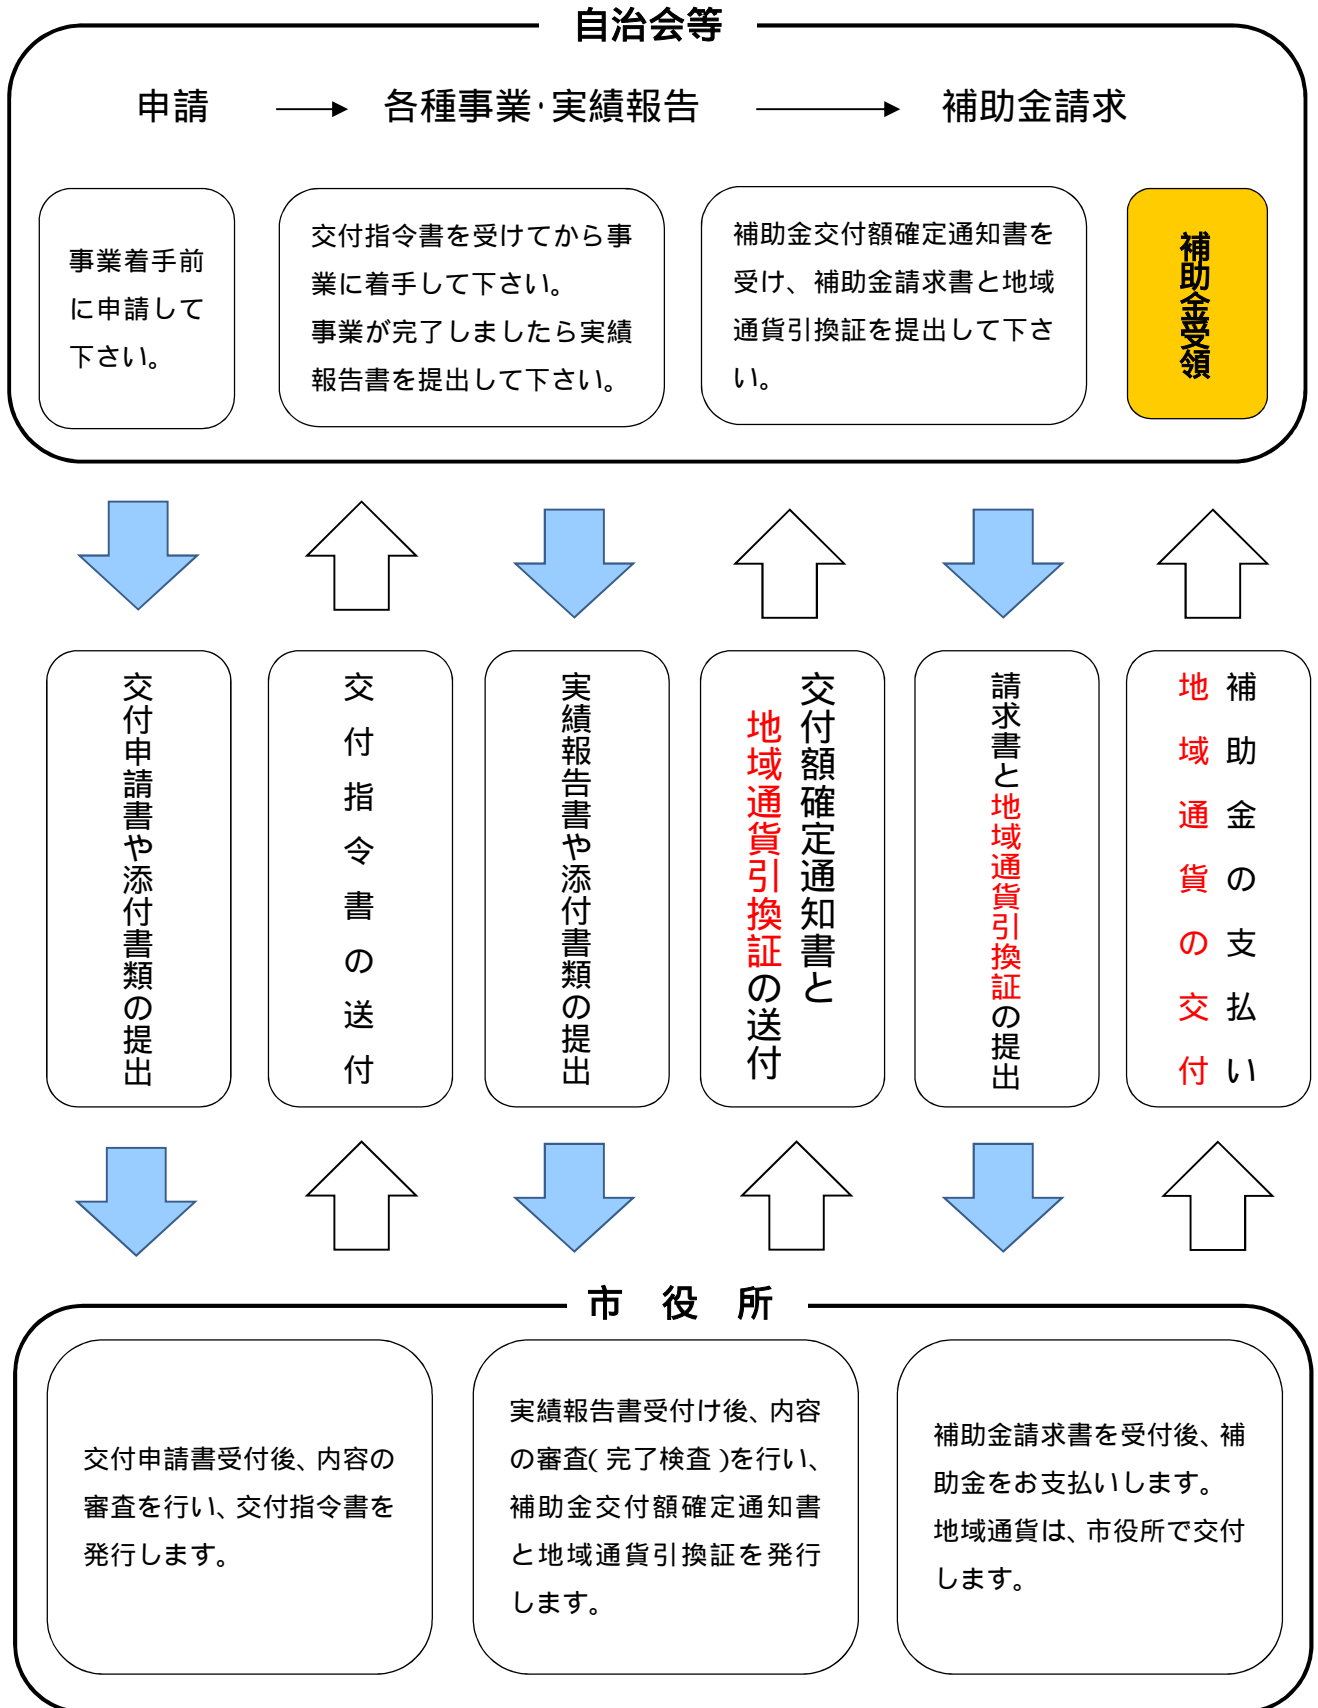 自治会等
申請
各種事業・実績報告
補助金請求
事業着手前
に申請して
下さい。
交付指令書を受けてから事
業に着手して下さい。
事業が完了しましたら実績
報告書を提出して下さい。
補助金交付額確定通知書を
受け、補助金請求書と地域
通貨引換証を提出して下さ
い。
補助金受領
交付申請書や添付書類の提出
交付指令書の送付
実績報告書や添付書類の提出
交付額確定通知書と
地域通貨引換証の送付
請求書と地域通貨引換証の提出
補助金の支払い
地域通貨の交付
市役所
交付申請書受付後、内容の
審査を行い、交付指令書を
発行します。
実績報告書受付け後、内容
の審査(完了検査)を行い、
補助金交付額確定通知書
と地域通貨引換証を発行
します。
補助金請求書を受付後、補
助金をお支払いします。
地域通貨は、市役所で交付
します。